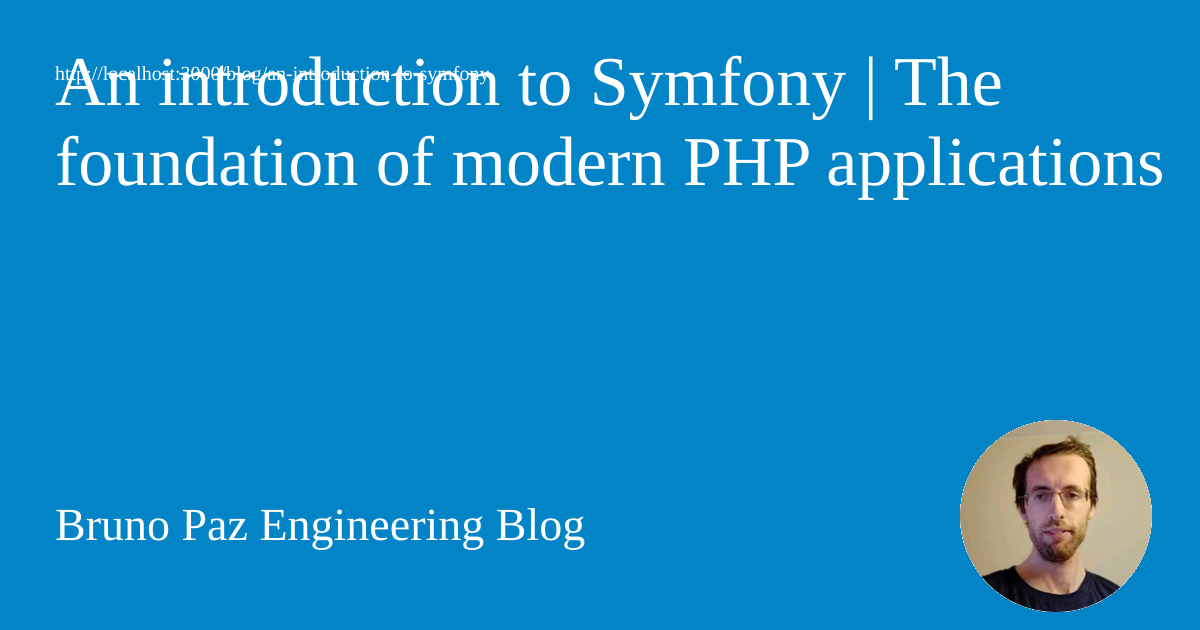 http://localhost:3000/blog/an-introduction-to-symfony
An introduction to Symfony | The
foundation of modern PHP applications
Bruno Paz Engineering Blog